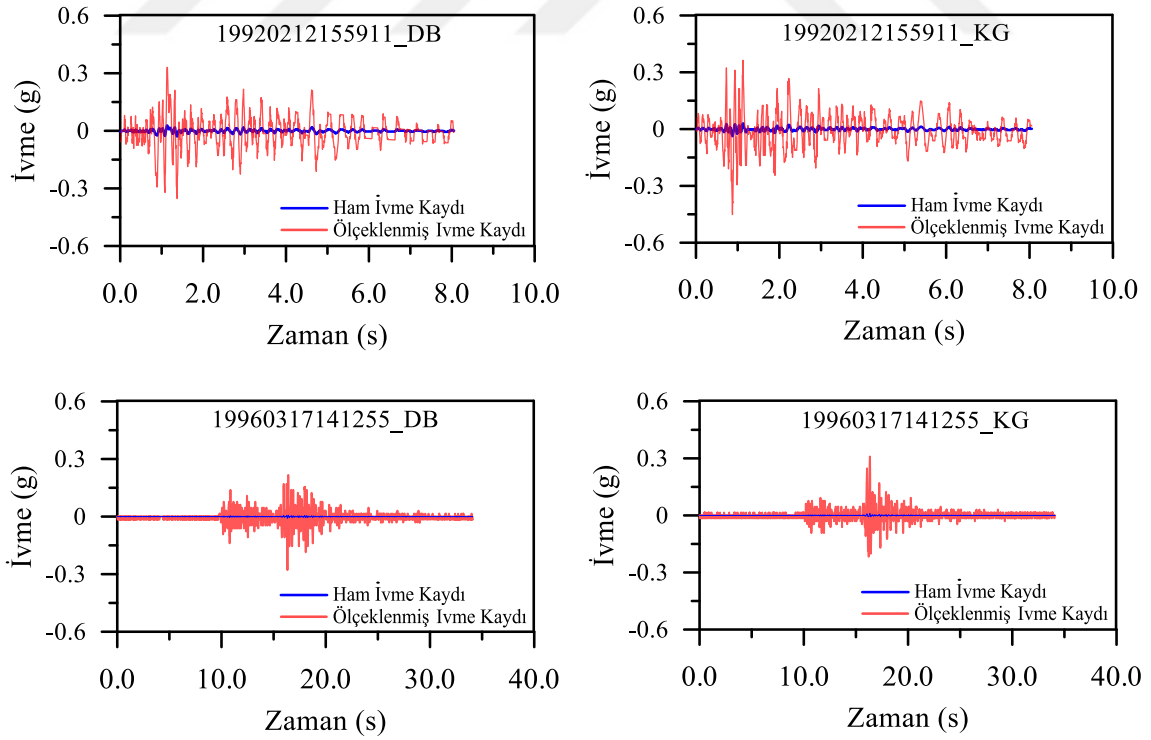 19920212155911_DB
0.6
0.3
0
-0.3
-0.6
İvme (g)
Ham İvme Kaydı
Ölçeklenmiş Ivme Kaydı
0.0 2.0 4.0 6.0 8.0 10.0
Zaman (s)
19920212155911_KG
0.6
0.3
0
-0.3
-0.6
İvme (g)
Ham İvme Kaydı
Ölçeklenmiş Ivme Kaydı
0.0 2.0 4.0 6.0 8.0 10.0
Zaman (s)
19960317141255_DB
0.6
0.3
0
-0.3
-0.6
İvme (g)
Ham İvme Kaydı
Ölçeklenmiş Ivme Kaydı
0.0 10.0 20.0 30.0 40.0
Zaman (s)
19960317141255_KG
0.6
0.3
0
-0.3
-0.6
İvme (g)
Ham İvme Kaydı
Ölçeklenmiş Ivme Kaydı
0.0 10.0 20.0 30.0 40.0
Zaman (s)